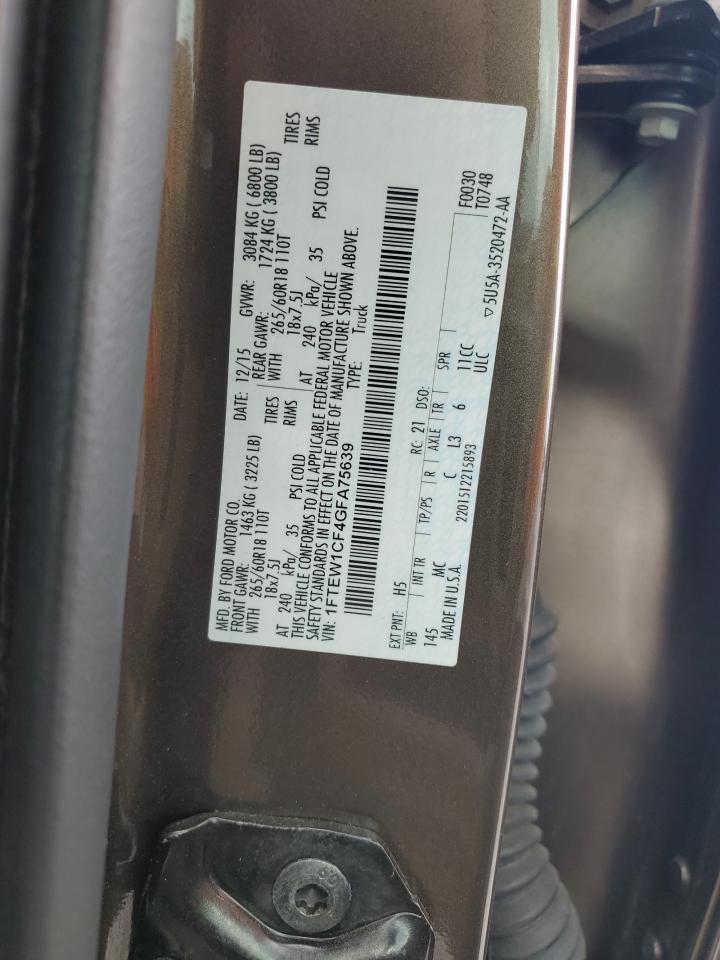 MFD. BY FORD MOTOR CO.
DATE: 12/15 GVWR: 3084 KG ( 6800 LB)
FRONT GAWR: 1463 KG ( 3225 LB) REAR GAWR: 1724 KG ( 3800 LB)
WITH 265/60R18 110T TIRES WITH 265/60R18 110T TIRES
18x7.5J RIMS 18x7.5J RIMS
AT 240 kPa/ 35 PSI COLD AT 240 kPa/ 35 PSI COLD
THIS VEHICLE CONFORMS TO ALL APPLICABLE FEDERAL MOTOR VEHICLE
SAFETY STANDARDS IN EFFECT ON THE DATE OF MANUFACTURE SHOWN ABOVE.
VIN: 1FTEW1CF4GFA75639 TYPE: Truck
F0030
T0748
EXT PNT: H5 RC: 21 DSO:
WB INT TR TP/PS R AXLE TR SPR
145 MC C L3 6 11CC
MADE IN U.S.A. 2201512215893 ULC
▽5U5A-3520472-AA
60